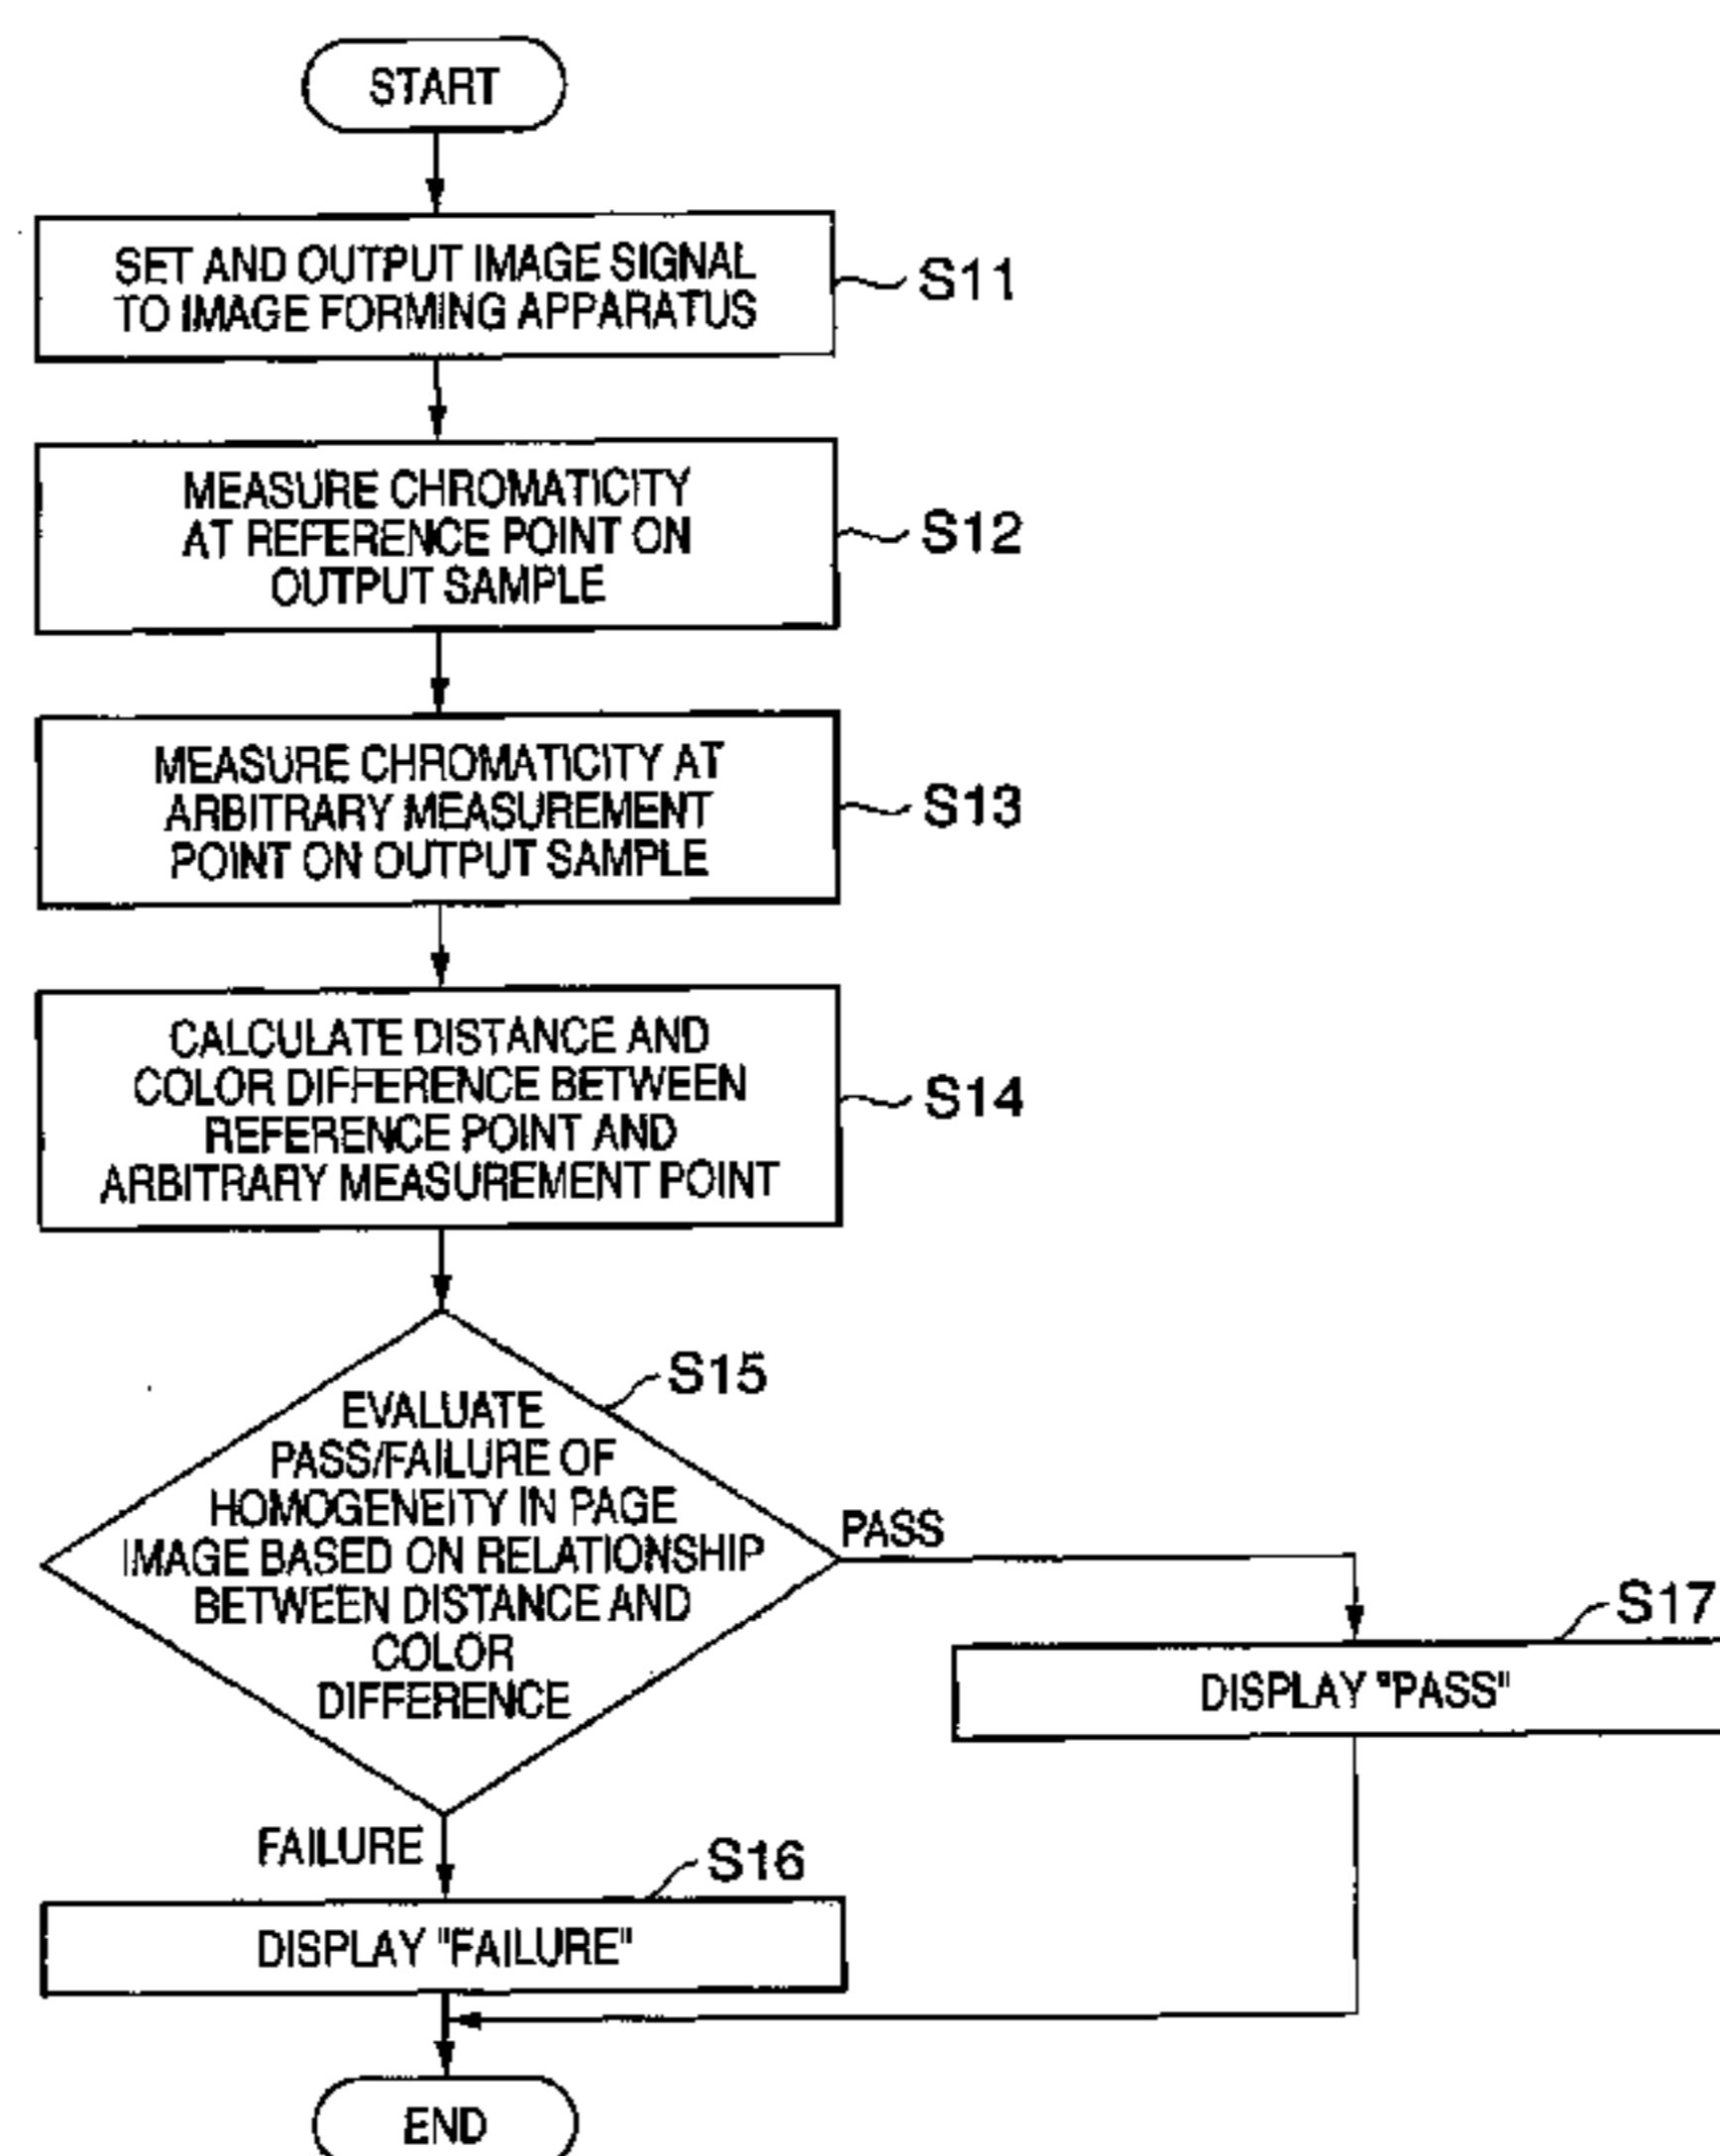 START
SET AND OUTPUT IMAGE SIGNAL
TO IMAGE FORMING APPARATUS
S11
MEASURE CHROMATICITY
AT REFERENCE POINT ON
OUTPUT SAMPLE
S12
MEASURE CHROMATICITY AT
ARBITRARY MEASUREMENT
POINT ON OUTPUT SAMPLE
S13
CALCULATE DISTANCE AND
COLOR DIFFERENCE BETWEEN
REFERENCE POINT AND
ARBITRARY MEASUREMENT POINT
S14
S15
EVALUATE
PASS/FAILURE OF
HOMOGENEITY IN PAGE
IMAGE BASED ON RELATIONSHIP
BETWEEN DISTANCE AND
COLOR
DIFFERENCE
PASS
S17
DISPLAY "PASS"
FAILURE
S16
DISPLAY "FAILURE"
END